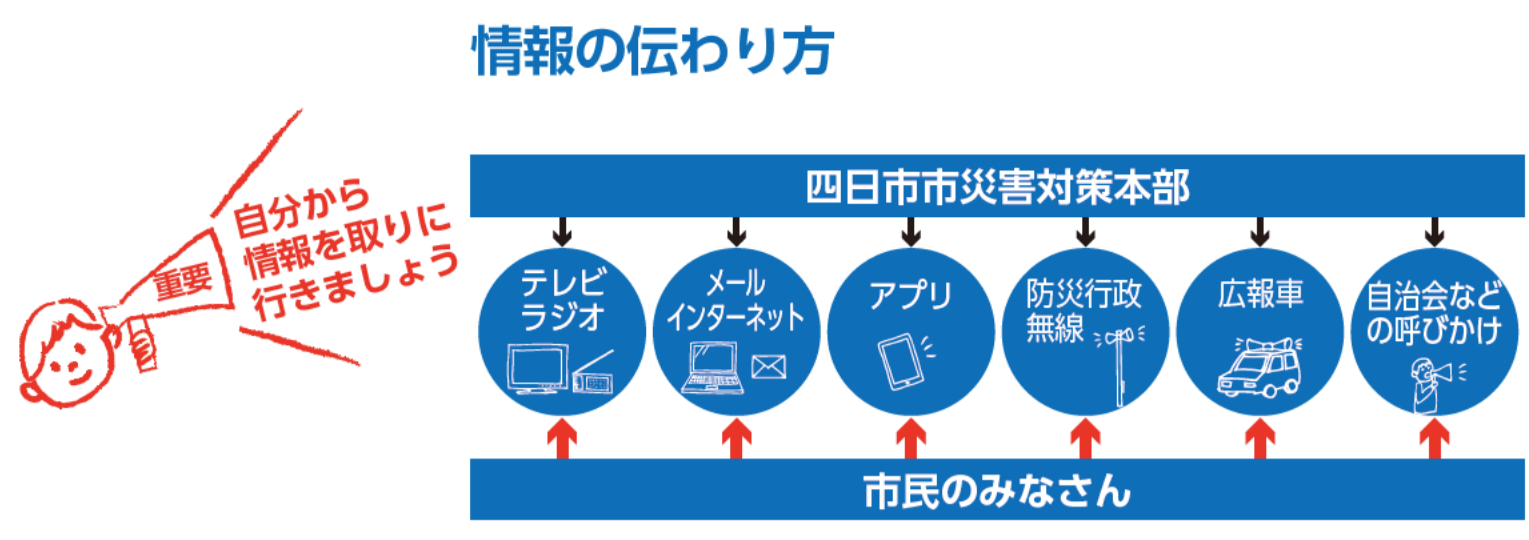 情報の伝わり方
重要
自分から
情報を取りに
行きましょう
四日市市災害対策本部
テレビ
ラジオ
メール
インターネット
アプリ
防災行政
無線
広報車
自治会など
の呼びかけ
市民のみなさん